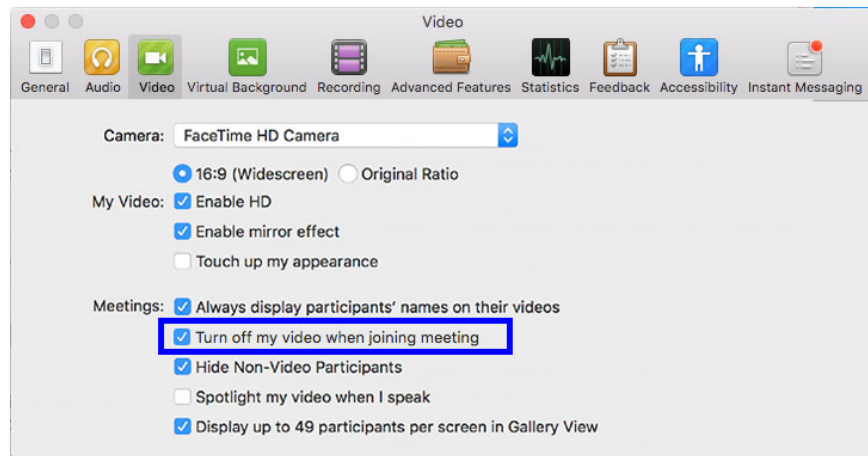 Video
General Audio Video Virtual Background Recording Advanced Features Statistics Feedback Accessibility Instant Messaging
Camera: FaceTime HD Camera
16:9 (Widescreen) Original Ratio
My Video: Enable HD
Enable mirror effect
Touch up my appearance
Meetings: Always display participants' names on their videos
Turn off my video when joining meeting
Hide Non-Video Participants
Spotlight my video when I speak
Display up to 49 participants per screen in Gallery View